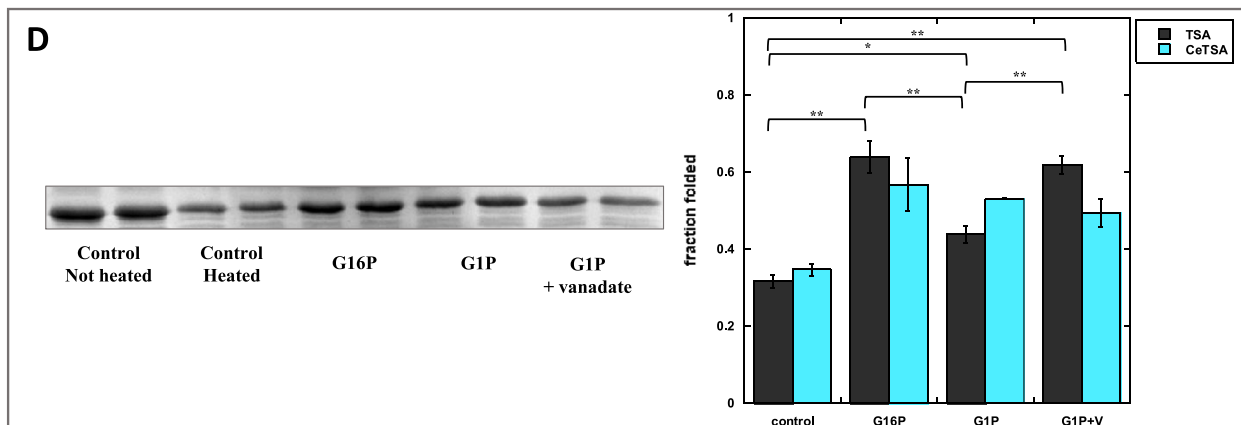 D
Control
Not heated
Control
Heated
G16P
G1P
G1P
+ vanadate
fraction folded
1
0.8
0.6
0.4
0.2
0
**
*
**
**
**
control
G16P
G1P
G1P+V
TSA
CeTSA